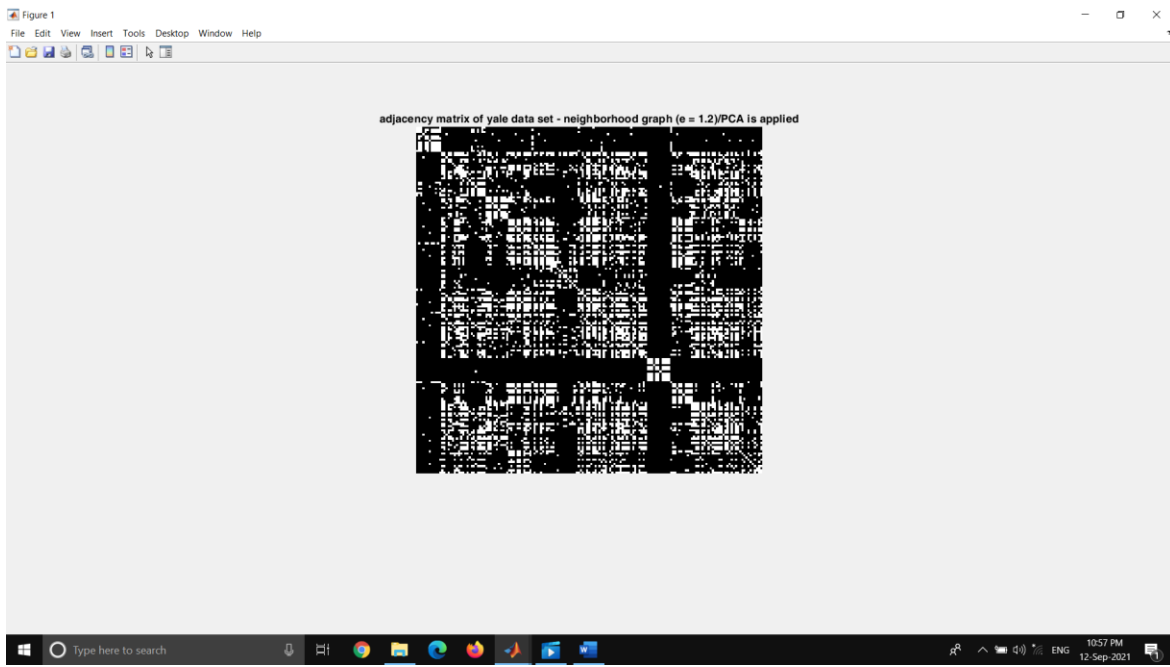 Figure 1
File Edit View Insert Tools Desktop Window Help
adjacency matrix of yale data set - neighborhood graph (e = 1.2)/PCA is applied
Type here to search
ENG
10:57 PM
12-Sep-2021
1